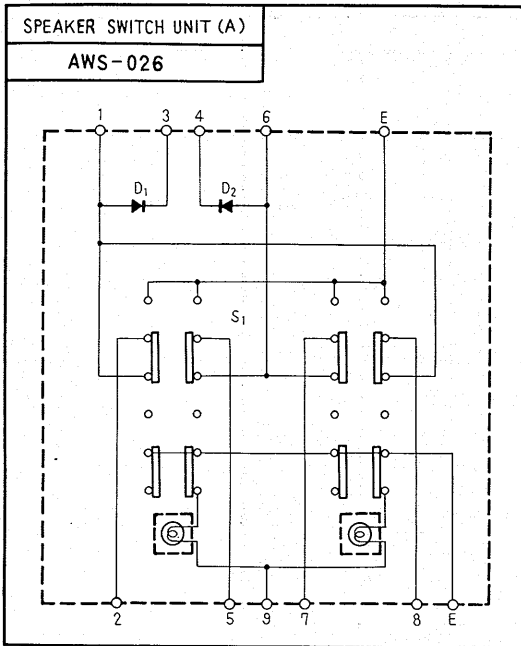 SPEAKER SWITCH UNIT (A)
AWS-026
1 3 4 6 E
D1 D2
S1
2 5 9 7 8 E